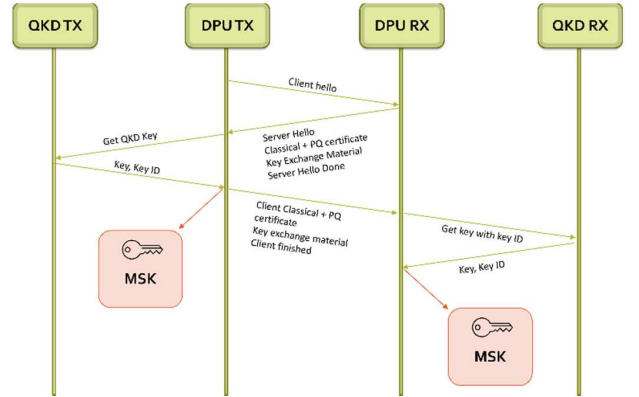 QKD TX
DPU TX
DPU RX
QKD RX
Client hello
Get QKD Key
Server Hello
Classical + PQ certificate
Key Exchange Material
Server Hello Done
Key, Key ID
Client Classical + PQ
certificate
Key exchange material
Client finished
Get key with key ID
Key, Key ID
MSK
MSK